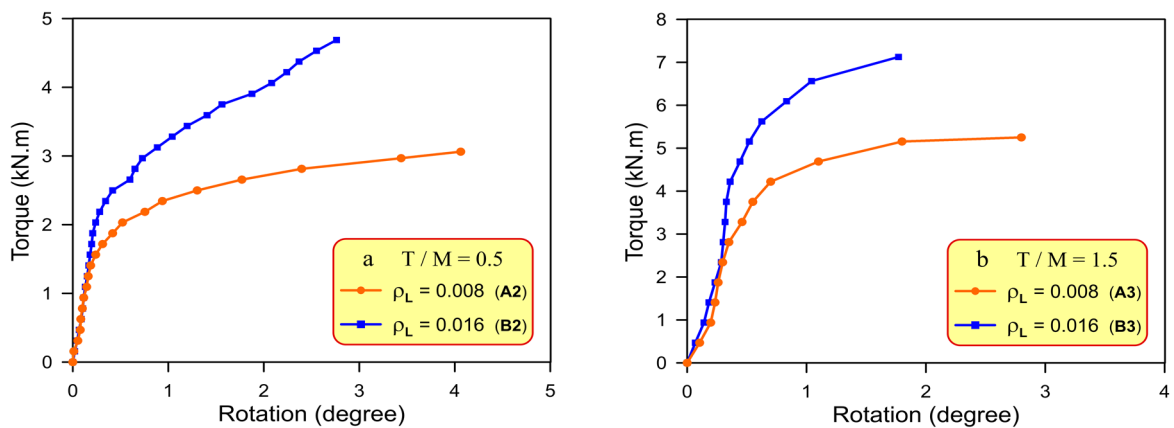 5
4
3
2
1
0
Torque (kN.m)
0 1 2 3 4 5
Rotation (degree)
a T / M = 0.5
ρL = 0.008 (A2)
ρL = 0.016 (B2)
8
7
6
5
4
3
2
1
0
Torque (kN.m)
0 1 2 3 4
Rotation (degree)
b T / M = 1.5
ρL = 0.008 (A3)
ρL = 0.016 (B3)